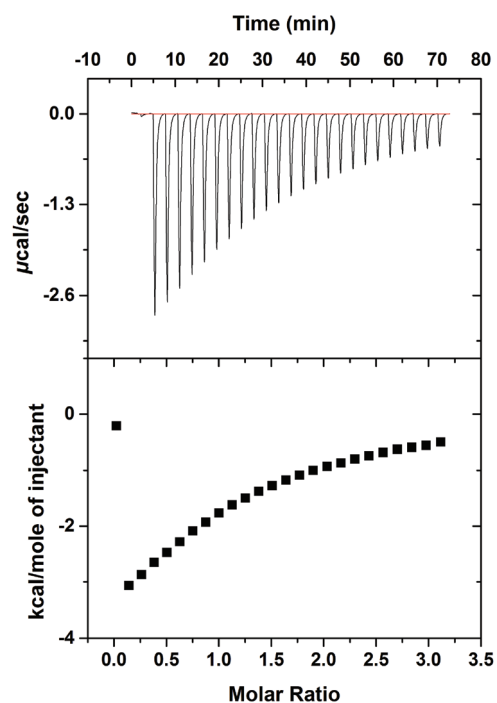 Time (min)
-10 0 10 20 30 40 50 60 70 80
0.0
-1.3
-2.6
µcal/sec
0
-2
-4
kcal/mole of injectant
0.0 0.5 1.0 1.5 2.0 2.5 3.0 3.5
Molar Ratio